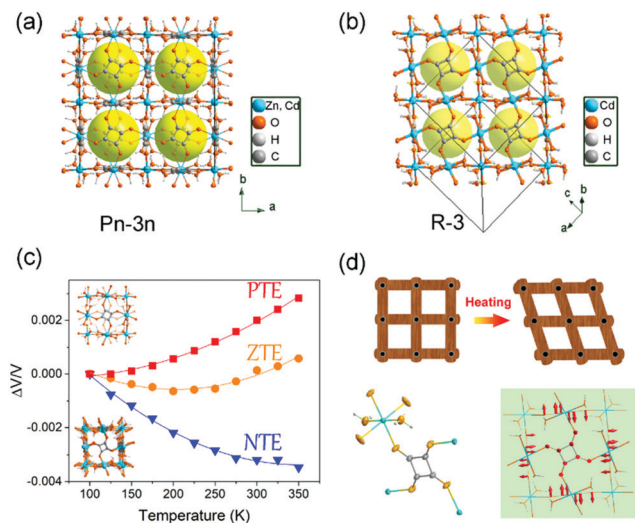 (a)
Zn, Cd
O
H
C
b
a
Pn-3n
(b)
Cd
O
H
C
c
b
a
R-3
(c)
PTE
ZTE
NTE
0.002
0.000
-0.002
-0.004
ΔV/V
100 150 200 250 300 350
Temperature (K)
(d)
Heating